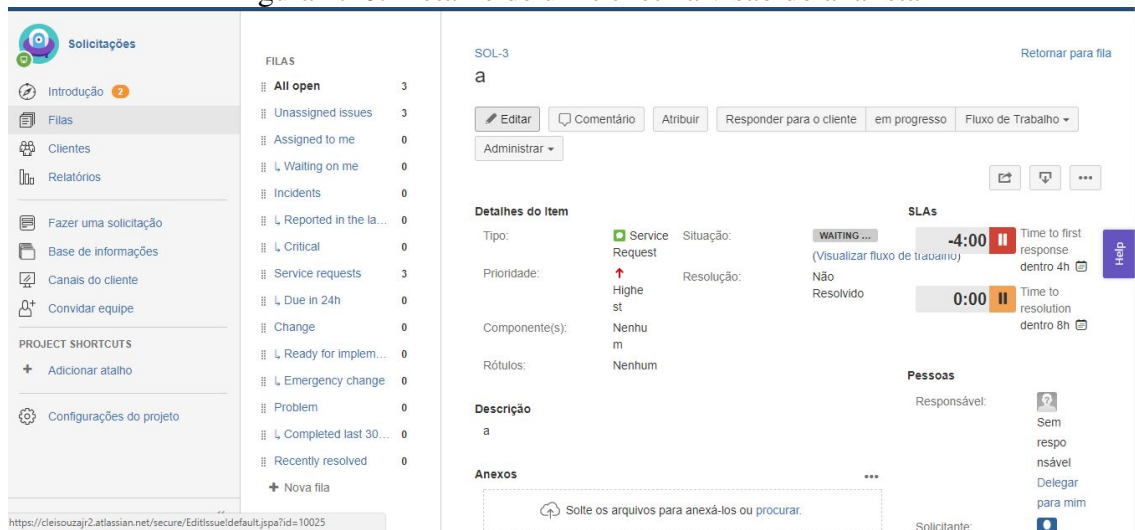 Solicitações
Introdução 2
Filas
Clientes
Relatórios
Fazer uma solicitação
Base de informações
Canais do cliente
Convidar equipe
PROJECT SHORTCUTS
+ Adicionar atalho
Configurações do projeto
https://cleisouzajr2.atlassian.net/secure/EditIssue!default.jspa?id=10025
FILAS
All open 3
Unassigned issues 3
Assigned to me 0
Waiting on me 0
Incidents 0
Reported in the la... 0
Critical 0
Service requests 3
Due in 24h 0
Change 0
Ready for implem... 0
Emergency change 0
Problem 0
Completed last 30... 0
Recently resolved 0
+ Nova fila
SOL-3
Retornar para fila
a
Editar Comentário Atribuir Responder para o cliente em progresso Fluxo de Trabalho
Administrar
•••
Detalhes do Item
Tipo: Service
Request
Prioridade: Highe
st
Componente(s): Nenhu
m
Rótulos: Nenhum
Situação: WAITING ...
(Visualizar fluxo de trabalho)
Resolução: Não
Resolvido
Descrição
a
Anexos •••
Solte os arquivos para anexá-los ou procurar.
SLAs
-4:00 Time to first
response
dentro 4h
0:00 Time to
resolution
dentro 8h
Pessoas
Responsável:
Sem
respo
nsável
Delegar
para mim
Solicitante:
Help